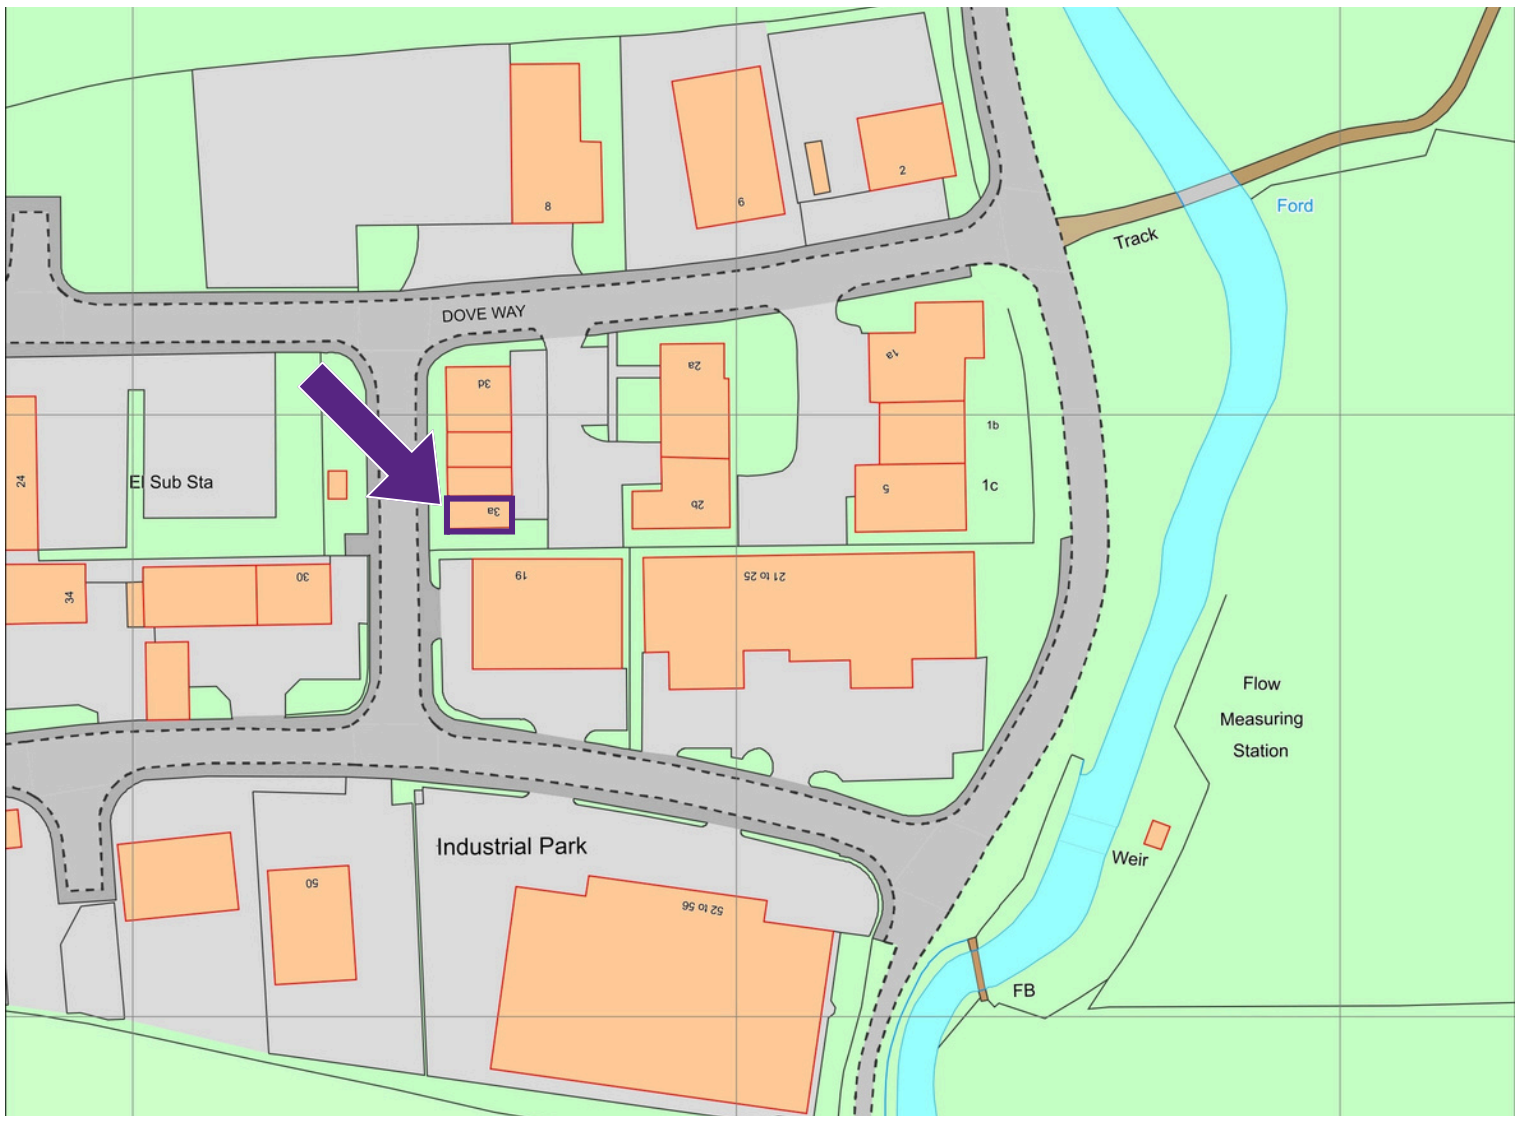 8
6
2
Ford
Track
DOVE WAY
3d
2a
1a
1b
24
El Sub Sta
3a
2b
5
1c
34
30
19
21 to 25
Flow
Measuring
Station
Industrial Park
Weir
50
52 to 56
FB